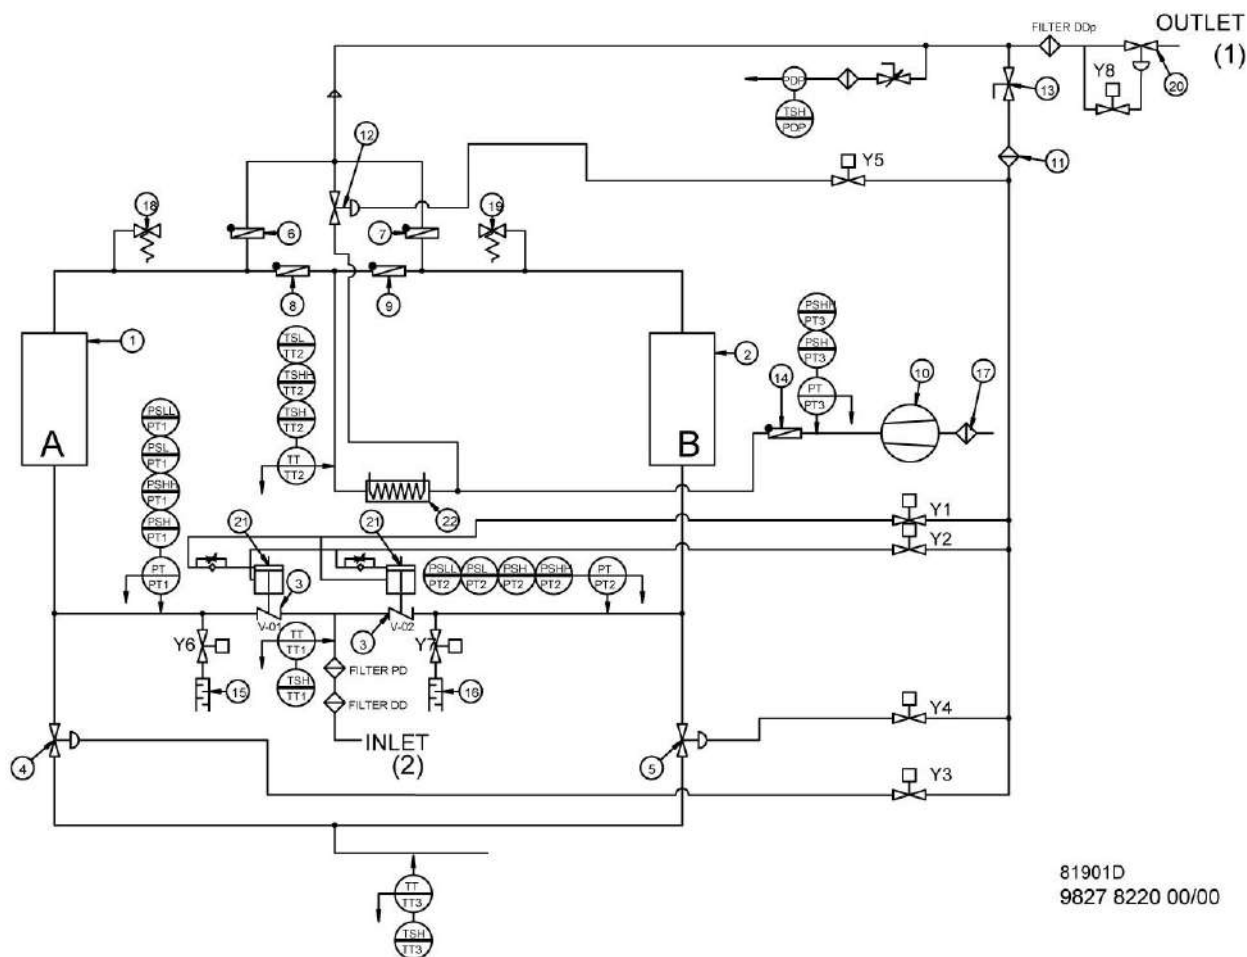 FILTER DDp
OUTLET
(1)
Y8
20
PDP
TSH
PDP
13
12
Y5
11
18
6
7
19
8
9
1
TSL
TT2
TSHH
TT2
TSH
TT2
TT
TT2
2
PSHH
PT3
PSH
PT3
PT
PT3
14
10
17
A
B
PSLL
PT1
PSL
PT1
PSHH
PT1
PSH
PT1
PT
PT1
22
21
21
Y1
Y2
PSLL
PT2
PSL
PT2
PSH
PT2
PSHH
PT2
PT
PT2
3
V-01
3
V-02
Y6
Y7
TT
TT1
TSH
TT1
FILTER PD
FILTER DD
15
16
INLET
(2)
4
5
Y4
Y3
TT
TT3
TSH
TT3
81901D
9827 8220 00/00